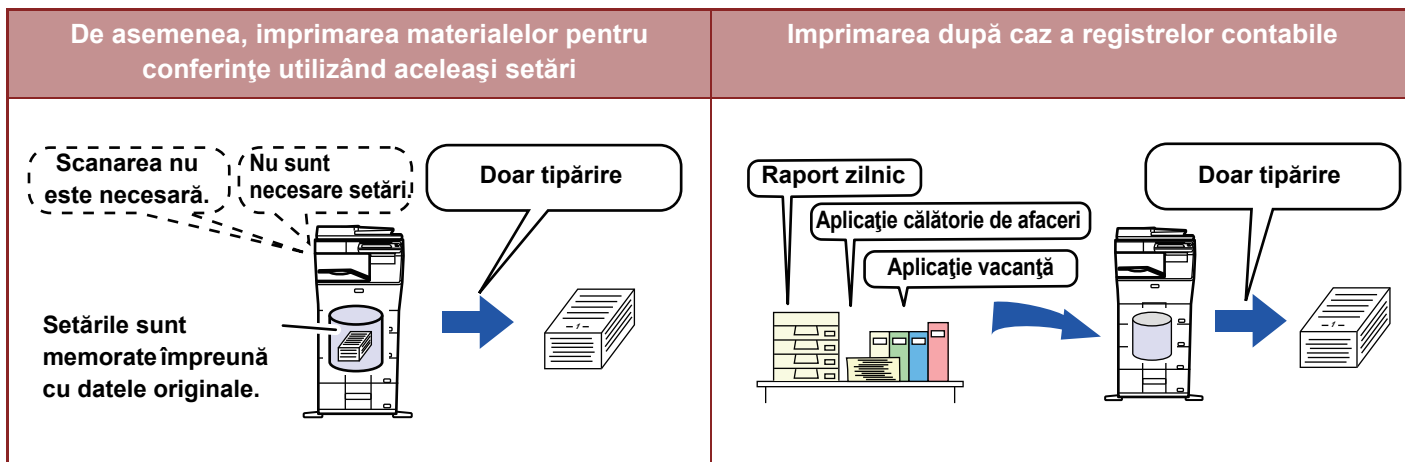 De asemenea, imprimarea materialelor pentru
conferinţe utilizând aceleaşi setări
Scanarea nu
este necesară.
Nu sunt
necesare setări.
Doar tipărire
Setările sunt
memorate împreună
cu datele originale.
-1-
Imprimarea după caz a registrelor contabile
Raport zilnic
Aplicaţie călătorie de afaceri
Aplicaţie vacanţă
Doar tipărire
-1-